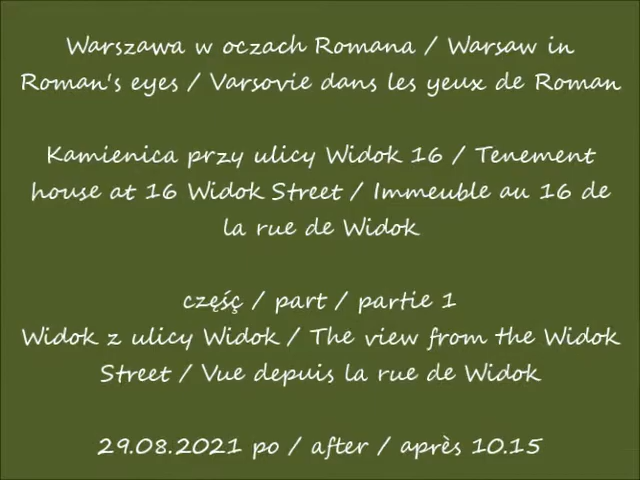 Warszawa w oczach Romana / Warsaw in
Roman's eyes / Varsovie dans les yeux de Roman
Kamienica przy ulicy Widok 16 / Tenement
house at 16 Widok Street / Immeuble au 16 de
la rue de Widok
częśç / part / partie 1
Widok z ulicy Widok / The view from the Widok
Street / Vue depuis la rue de Widok
29.08.2021 po / after / après 10.15